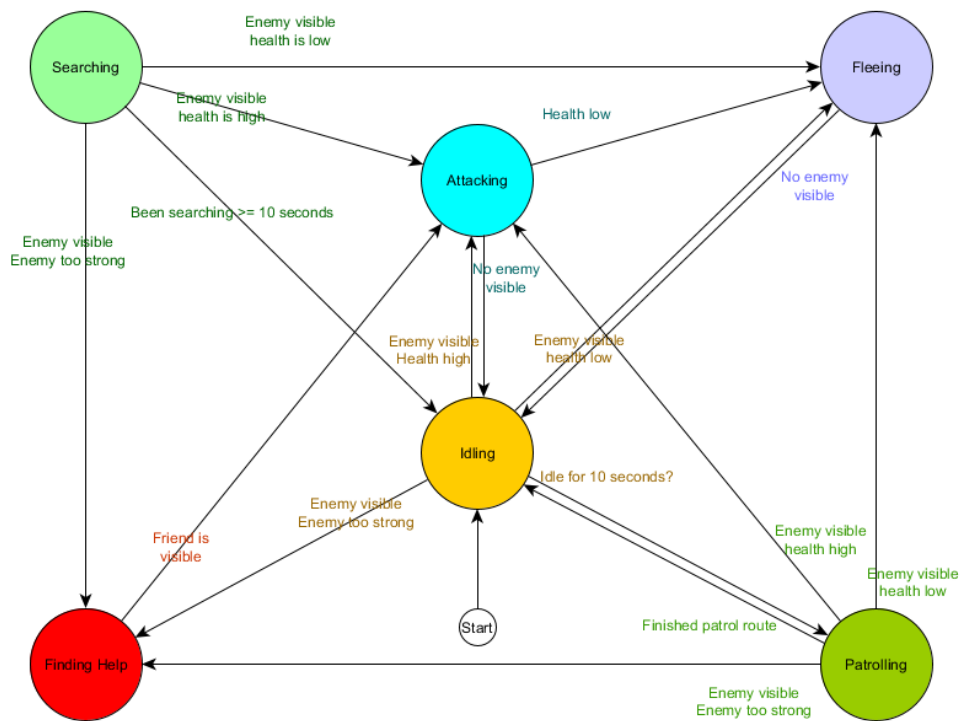 Enemy visible
health is low
Searching
Fleeing
Enemy visible
health is high
Health low
Attacking
No enemy
visible
Been searching >= 10 seconds
Enemy visible
Enemy too strong
No enemy
visible
Enemy visible
Health high
Enemy visible
health low
Idling
Idle for 10 seconds?
Enemy visible
Enemy too strong
Friend is
visible
Enemy visible
health high
Enemy visible
health low
Start
Finished patrol route
Finding Help
Patrolling
Enemy visible
Enemy too strong